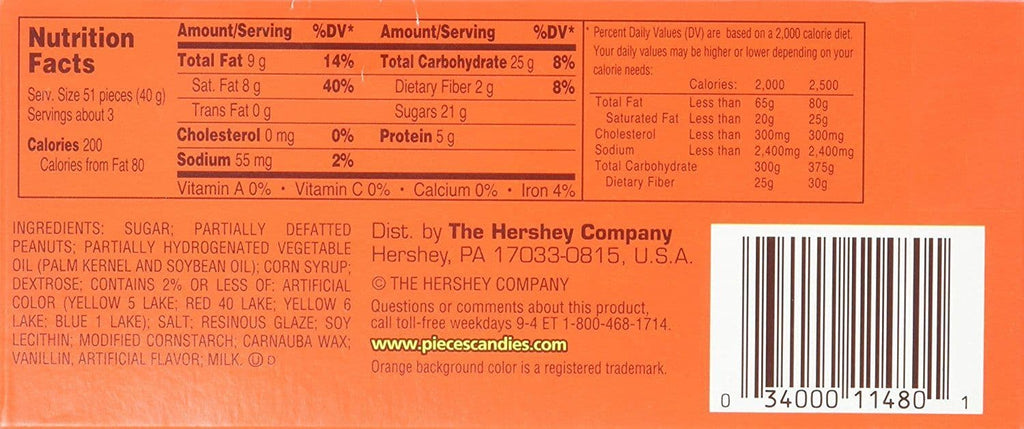 Nutrition
Facts
Serv. Size 51 pieces (40 g)
Servings about 3
Calories 200
Calories from Fat 80
Amount/Serving %DV* Amount/Serving %DV*
Total Fat 9 g 14% Total Carbohydrate 25 g 8%
Sat. Fat 8 g 40% Dietary Fiber 2 g 8%
Trans Fat 0 g Sugars 21 g
Cholesterol 0 mg 0% Protein 5 g
Sodium 55 mg 2%
Vitamin A 0% • Vitamin C 0% • Calcium 0% • Iron 4%
* Percent Daily Values (DV) are based on a 2,000 calorie diet.
Your daily values may be higher or lower depending on your
calorie needs:
Calories: 2,000 2,500
Total Fat Less than 65g 80g
Saturated Fat Less than 20g 25g
Cholesterol Less than 300mg 300mg
Sodium Less than 2,400mg 2,400mg
Total Carbohydrate 300g 375g
Dietary Fiber 25g 30g
INGREDIENTS: SUGAR; PARTIALLY DEFATTED
PEANUTS; PARTIALLY HYDROGENATED VEGETABLE
OIL (PALM KERNEL AND SOYBEAN OIL); CORN SYRUP;
DEXTROSE; CONTAINS 2% OR LESS OF: ARTIFICIAL
COLOR (YELLOW 5 LAKE; RED 40 LAKE; YELLOW 6
LAKE; BLUE 1 LAKE); SALT; RESINOUS GLAZE; SOY
LECITHIN; MODIFIED CORNSTARCH; CARNAUBA WAX;
VANILLIN, ARTIFICIAL FLAVOR; MILK. Ⓤ D
Dist. by The Hershey Company
Hershey, PA 17033-0815, U.S.A.
© THE HERSHEY COMPANY
Questions or comments about this product,
call toll-free weekdays 9-4 ET 1-800-468-1714.
www.piecescandies.com
Orange background color is a registered trademark.
0 34000 11480 1